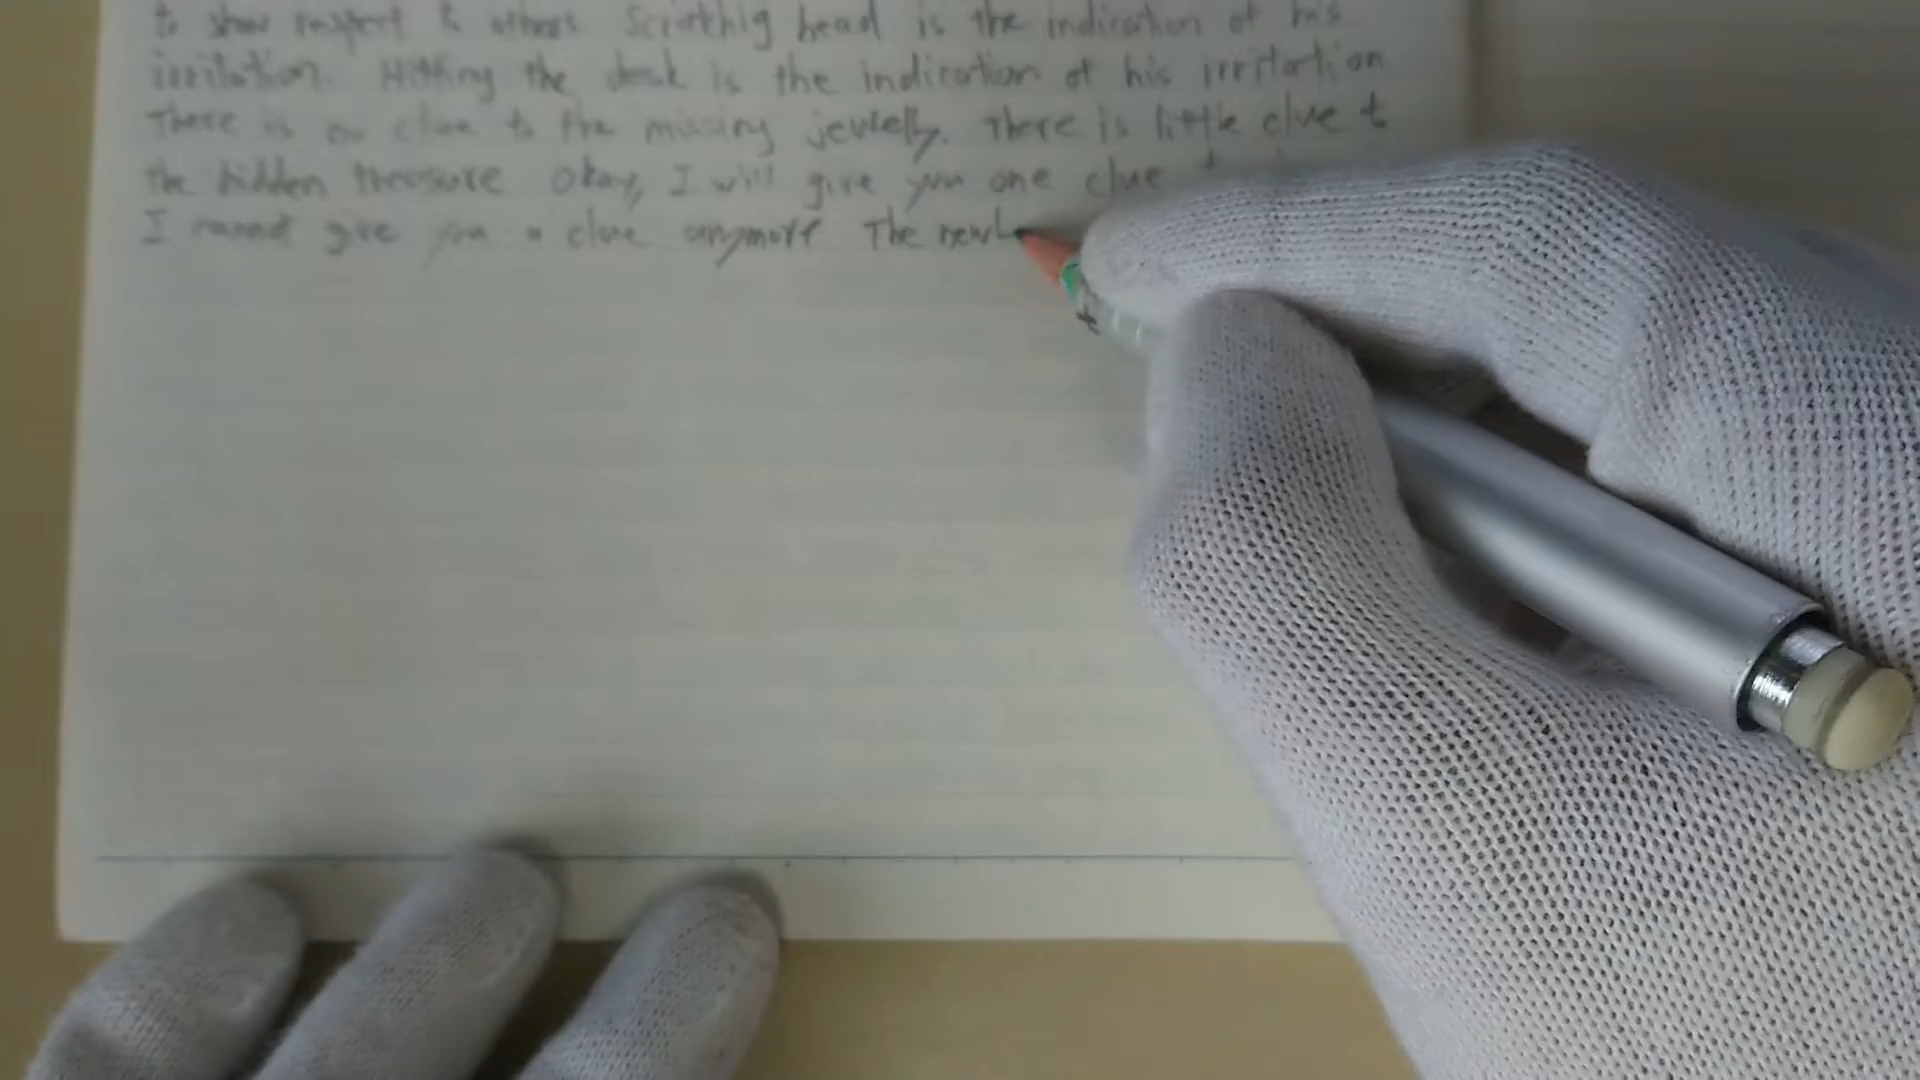 to show respect to others. Scratching head is the indication of his
irritation. Hitting the desk is the indication of his irritation
There is no clue to the missing jewelly. There is little clue t
the hidden treasure Okay, I will give you one clue
I cannot give you a clue anymore The new